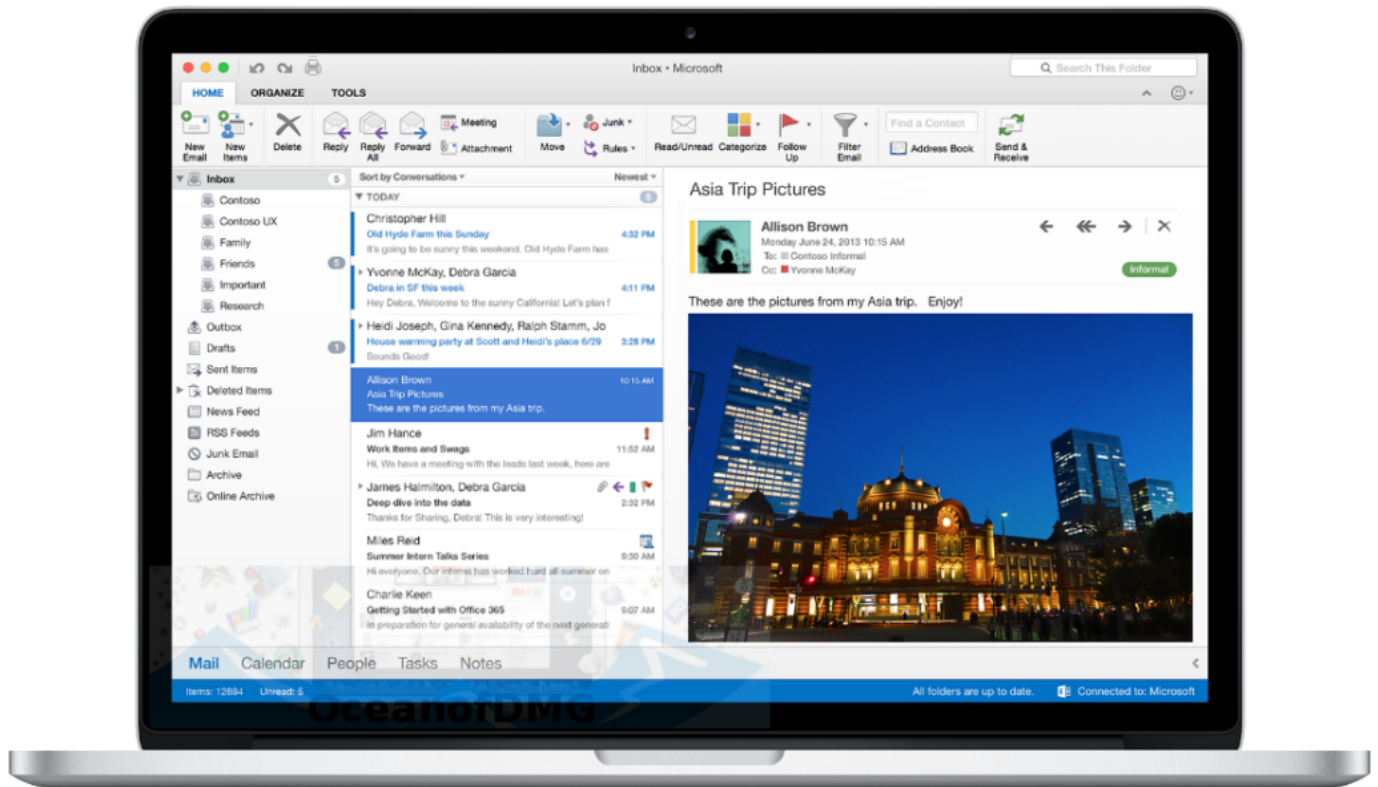 Inbox • Microsoft
Search This Folder
HOME ORGANIZE TOOLS
New Email
New Items
Delete
Reply
Reply All
Forward
Meeting
Attachment
Move
Junk
Rules
Read/Unread
Categorize
Follow Up
Filter Email
Find a Contact
Address Book
Send & Receive
Inbox 5
Contoso
Contoso UX
Family
Friends 5
Important
Research
Outbox
Drafts 1
Sent Items
Deleted Items
News Feed
RSS Feeds
Junk Email
Archive
Online Archive
Sort by Conversations Newest
TODAY 5
Christopher Hill
Old Hyde Farm this Sunday 4:32 PM
It's going to be sunny this weekend. Old Hyde Farm has
Yvonne McKay, Debra Garcia
Debra in SF this week 4:11 PM
Hey Debra, Welcome to the sunny California! Let's plan f
Heidi Joseph, Gina Kennedy, Ralph Stamm, Jo
House warming party at Scott and Heidi's place 6/29 3:28 PM
Sounds Good!
Allison Brown 10:15 AM
Asia Trip Pictures
These are the pictures from my Asia trip.
Jim Hance
Work Items and Swags 11:52 AM
Hi, We have a meeting with the leads last week, here are
James Halmilton, Debra Garcia
Deep dive into the data 2:32 PM
Thanks for Sharing, Debra! This is very interesting!
Miles Reid
Summer Intern Talks Series 9:30 AM
Hi everyone, Our interns has worked hard all summer on
Charlie Keen
Getting Started with Office 365 9:07 AM
In preparation for general availability of the next generati
Asia Trip Pictures
Allison Brown
Monday June 24, 2013 10:15 AM
To: Contoso Informal
Cc: Yvonne McKay
Informal
These are the pictures from my Asia trip. Enjoy!
Mail Calendar People Tasks Notes
Items: 12884 Unread: 5
All folders are up to date. Connected to: Microsoft
OceanofDMG